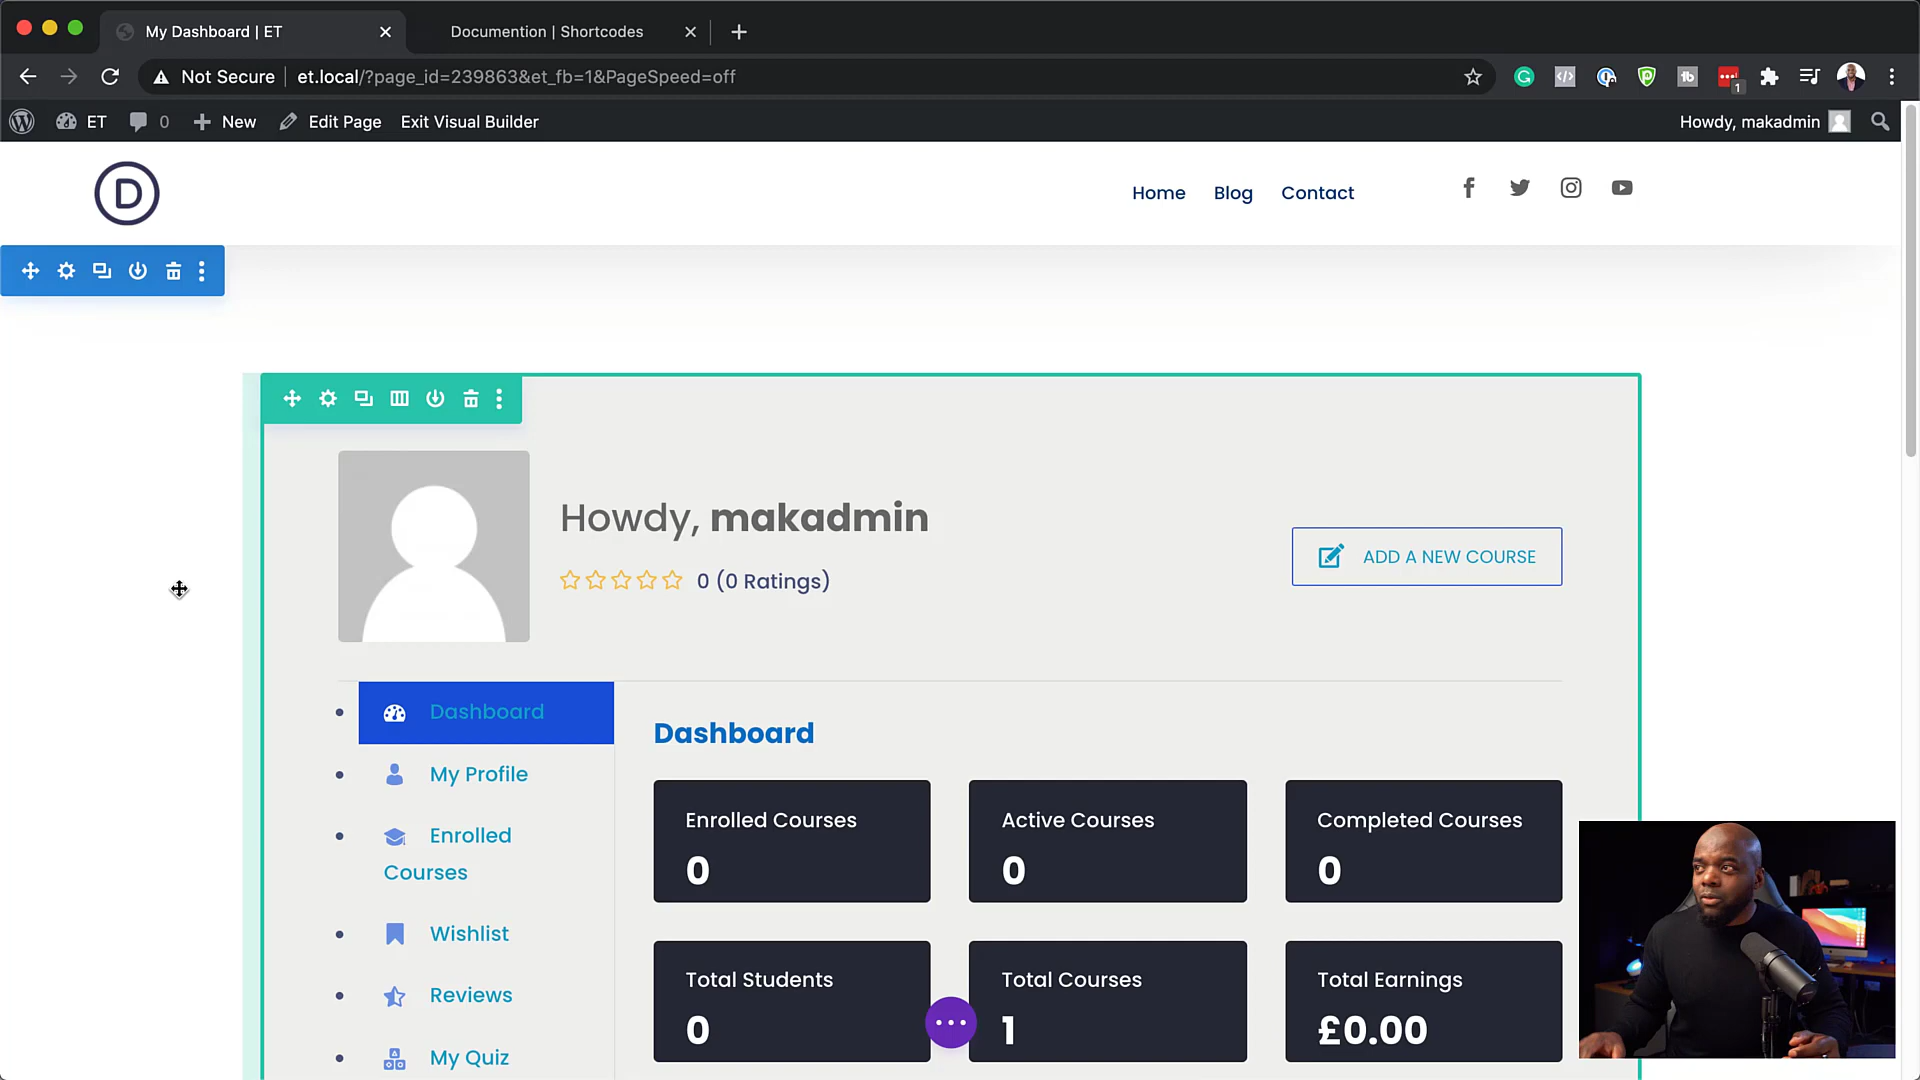 My Dashboard | ET
Documention | Shortcodes
Not Secure
et.local/?page_id=239863&et_fb=1&PageSpeed=off
1
ET
0
New
Edit Page
Exit Visual Builder
Howdy, makadmin
D
Home
Blog
Contact
Howdy, makadmin
0 (0 Ratings)
ADD A NEW COURSE
Dashboard
My Profile
Enrolled
Courses
Wishlist
Reviews
My Quiz
Dashboard
Enrolled Courses
0
Active Courses
0
Completed Courses
0
Total Students
0
Total Courses
1
Total Earnings
£0.00